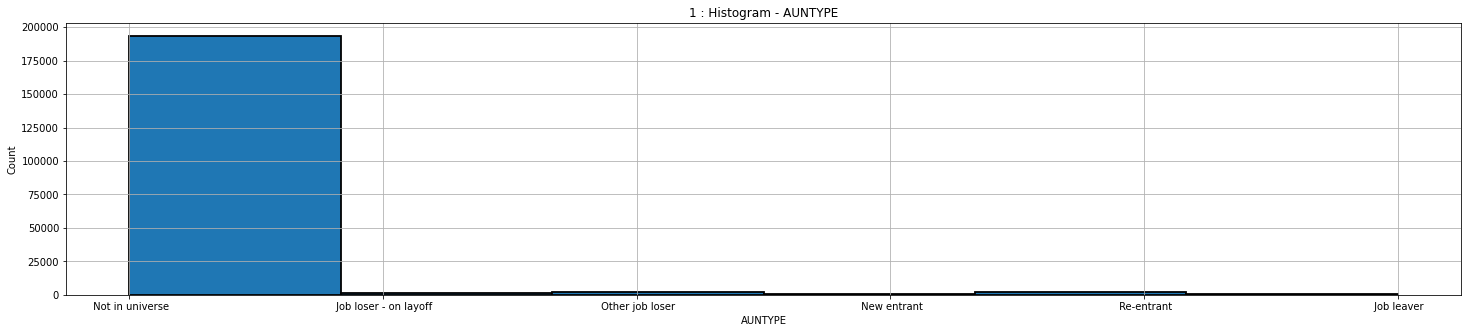 1 : Histogram - AUNTYPE
200000
175000
150000
125000
100000
75000
50000
25000
0
Count
Not in universe Job loser - on layoff Other job loser New entrant Re-entrant Job leaver
AUNTYPE